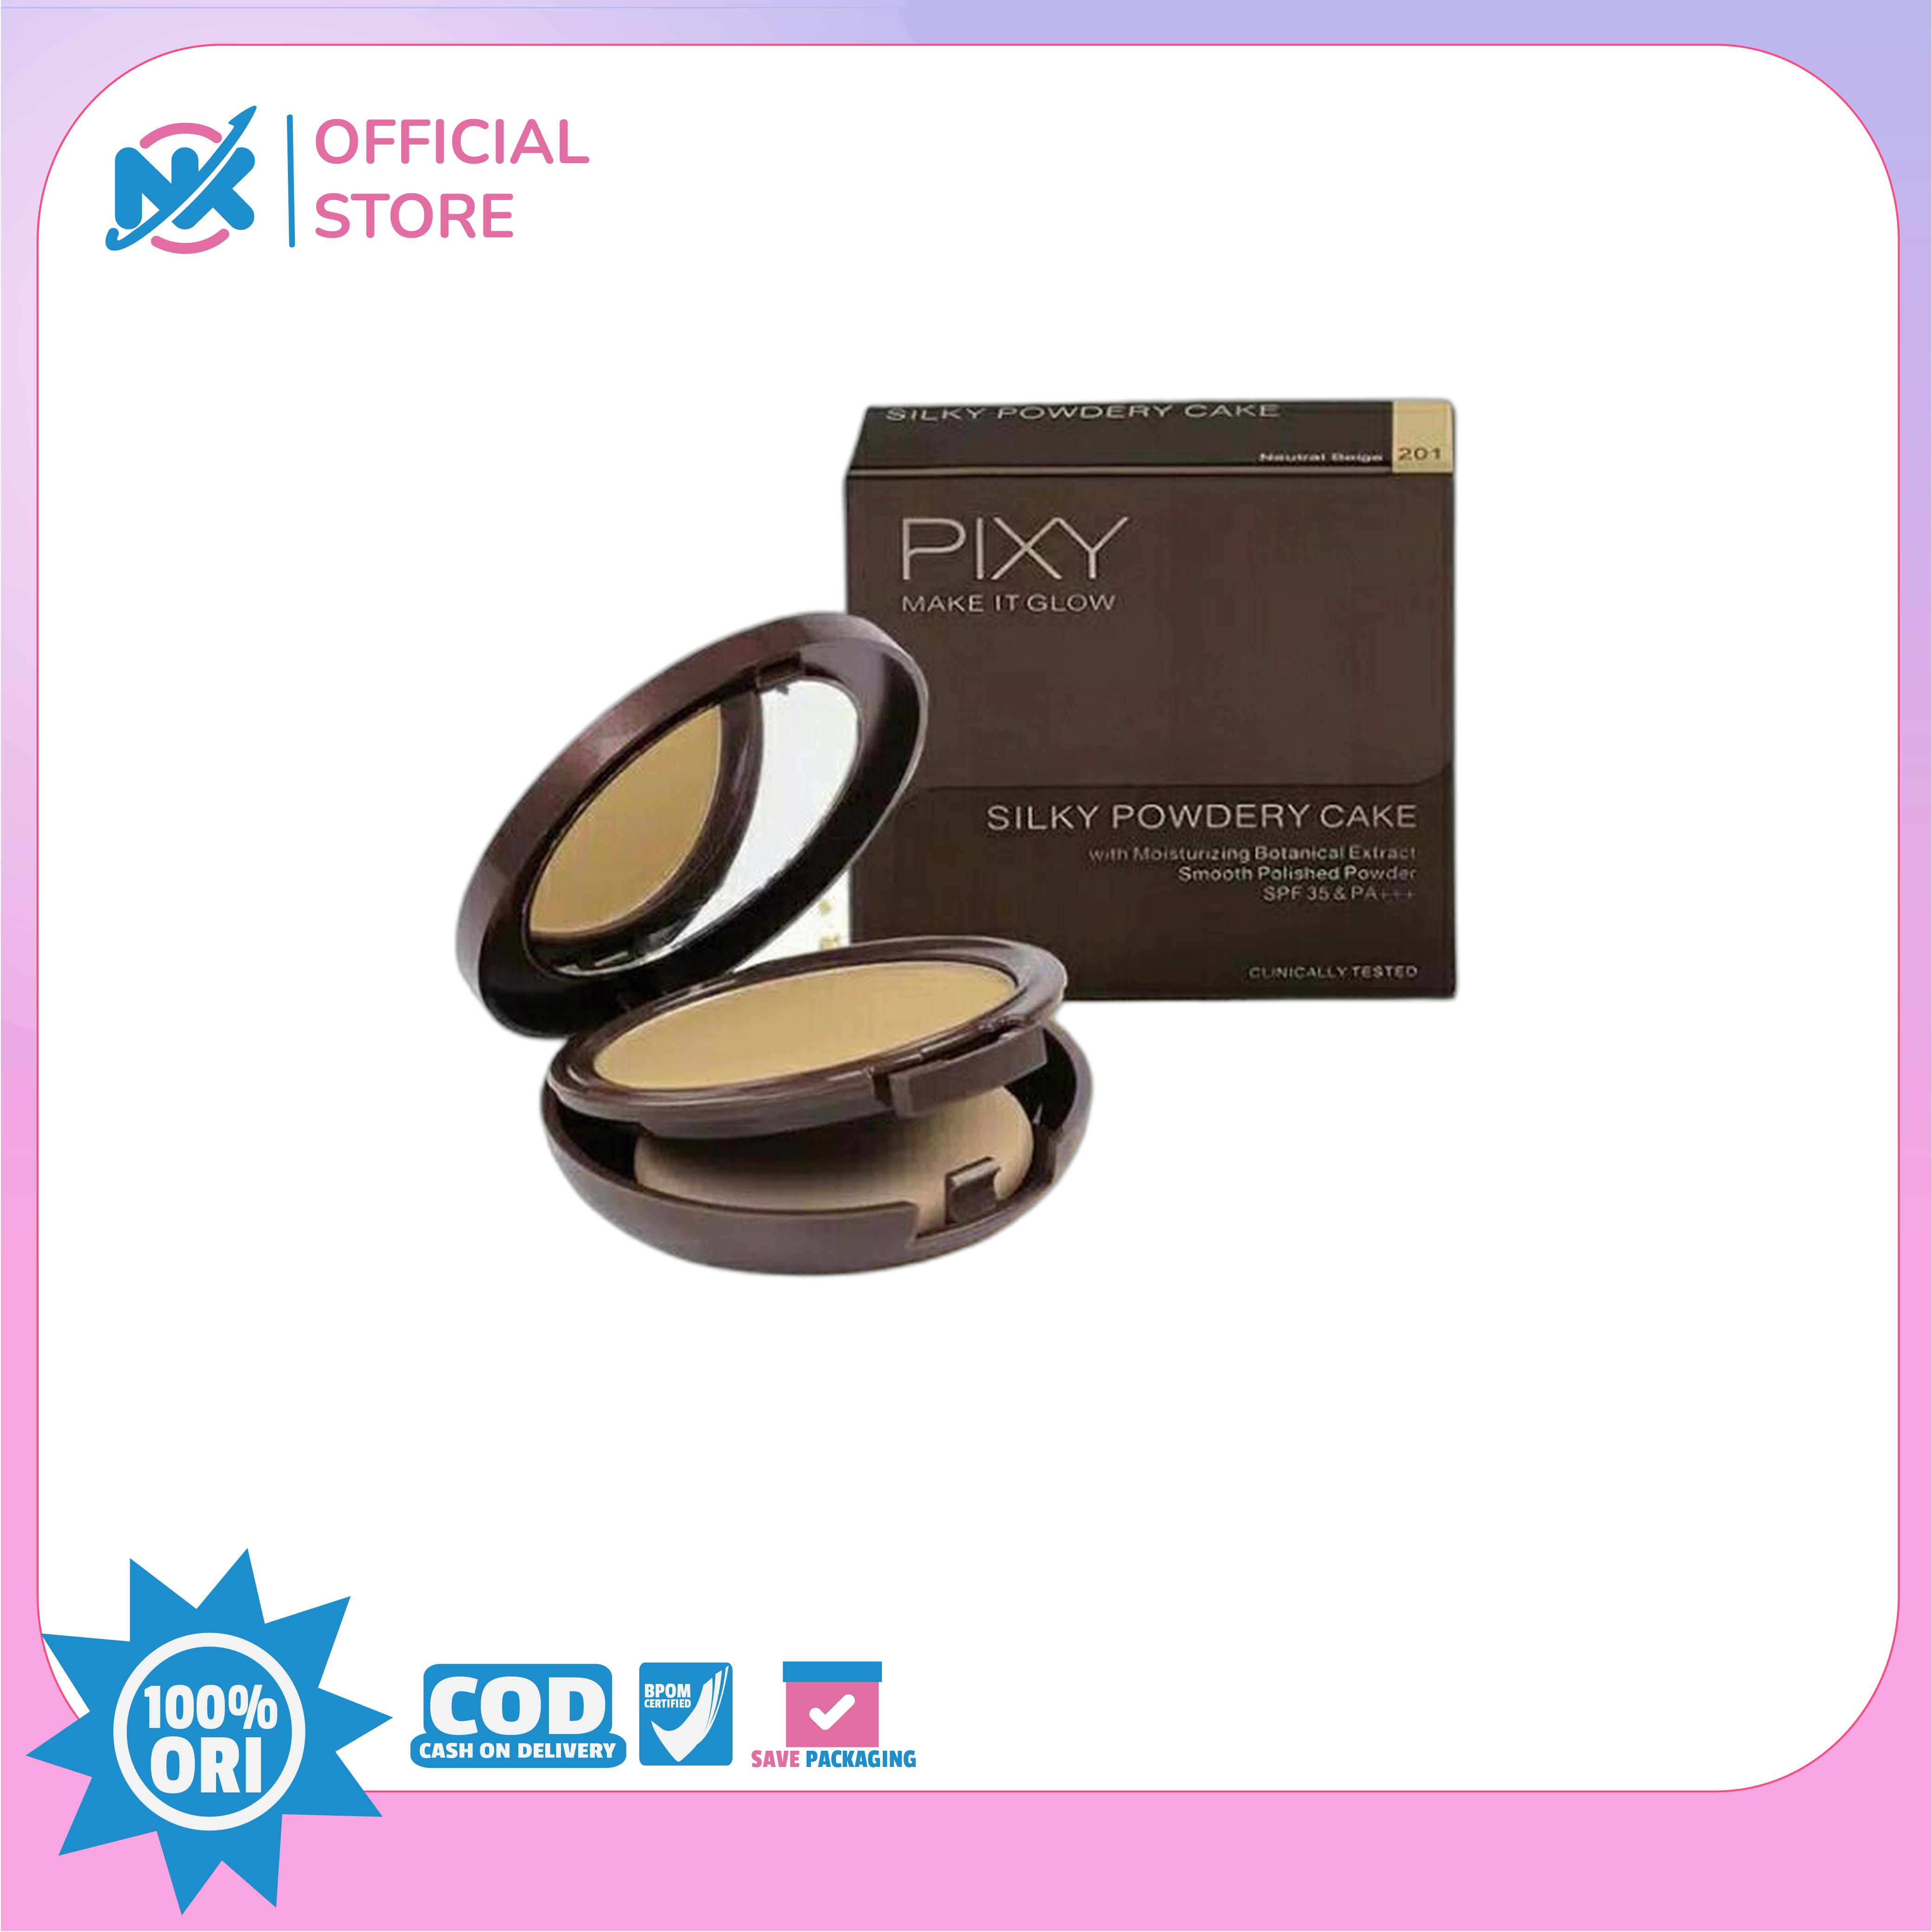 NK
OFFICIAL
STORE
SILKY POWDERY CAKE
Neutral Beige 201
PIXY
MAKE IT GLOW
SILKY POWDERY CAKE
with Moisturizing Botanical Extract
Smooth Polished Powder
SPF 35 & PA+++
CLINICALLY TESTED
100%
ORI
COD
CASH ON DELIVERY
BPOM
CERTIFIED
SAVE PACKAGING